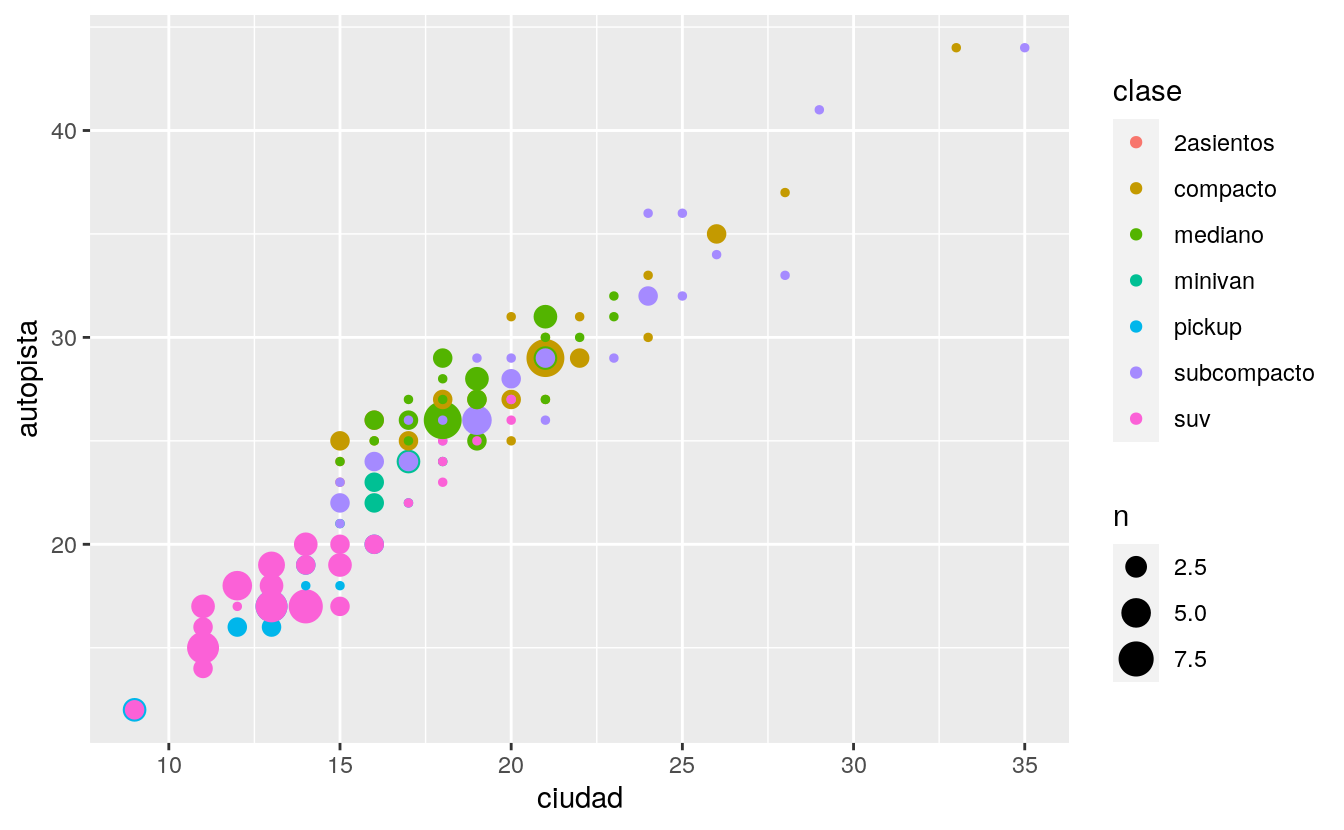 autopista
40
30
20
10 15 20 25 30 35
ciudad
clase
2asientos
compacto
mediano
minivan
pickup
subcompacto
suv
n
2.5
5.0
7.5